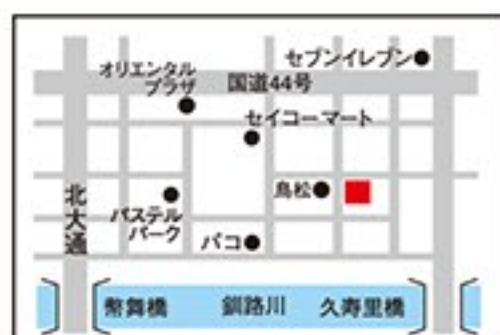 セブンイレブン
オリエンタル
プラザ
国道44号
セイコーマート
北大通
鳥松
パステル
パーク
パコ
幣舞橋
釧路川
久寿里橋